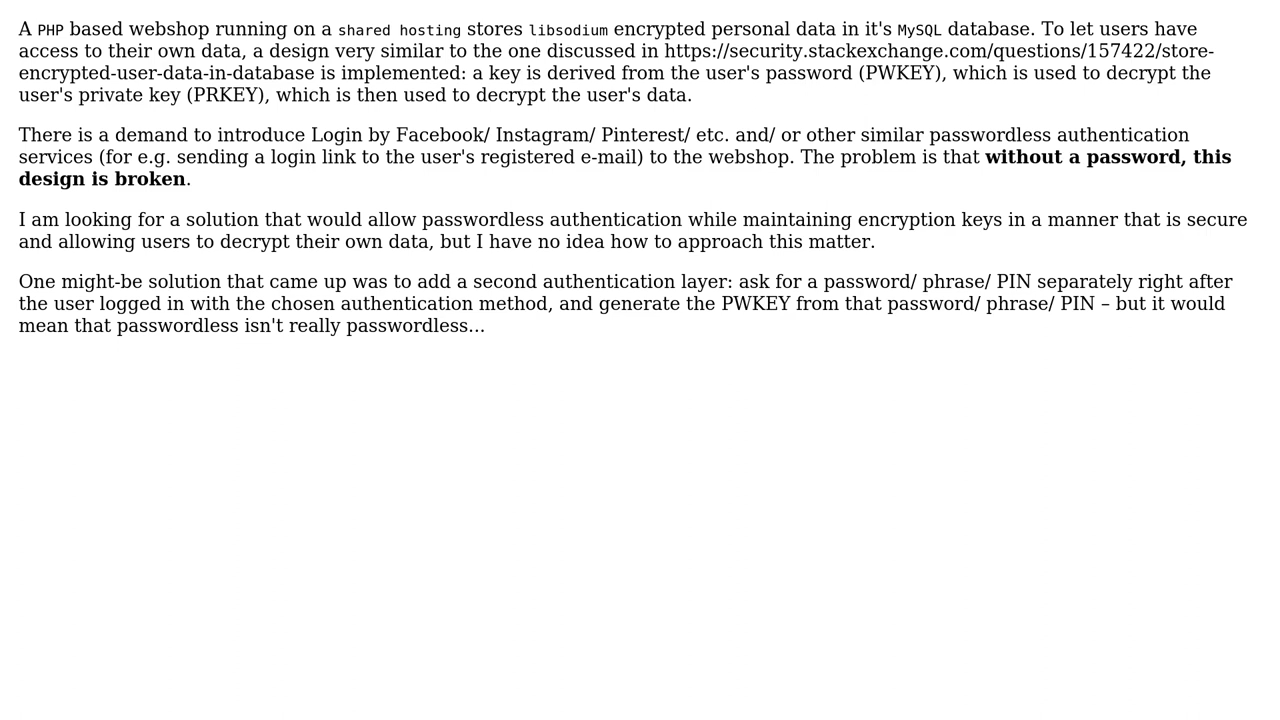 A PHP based webshop running on a shared hosting stores libsodium encrypted personal data in it's MySQL database. To let users have
access to their own data, a design very similar to the one discussed in https://security.stackexchange.com/questions/157422/store-
encrypted-user-data-in-database is implemented: a key is derived from the user's password (PWKEY), which is used to decrypt the
user's private key (PRKEY), which is then used to decrypt the user's data.
There is a demand to introduce Login by Facebook/ Instagram/ Pinterest/ etc. and/ or other similar passwordless authentication
services (for e.g. sending a login link to the user's registered e-mail) to the webshop. The problem is that without a password, this
design is broken.
I am looking for a solution that would allow passwordless authentication while maintaining encryption keys in a manner that is secure
and allowing users to decrypt their own data, but I have no idea how to approach this matter.
One might-be solution that came up was to add a second authentication layer: ask for a password/ phrase/ PIN separately right after
the user logged in with the chosen authentication method, and generate the PWKEY from that password/ phrase/ PIN – but it would
mean that passwordless isn't really passwordless...